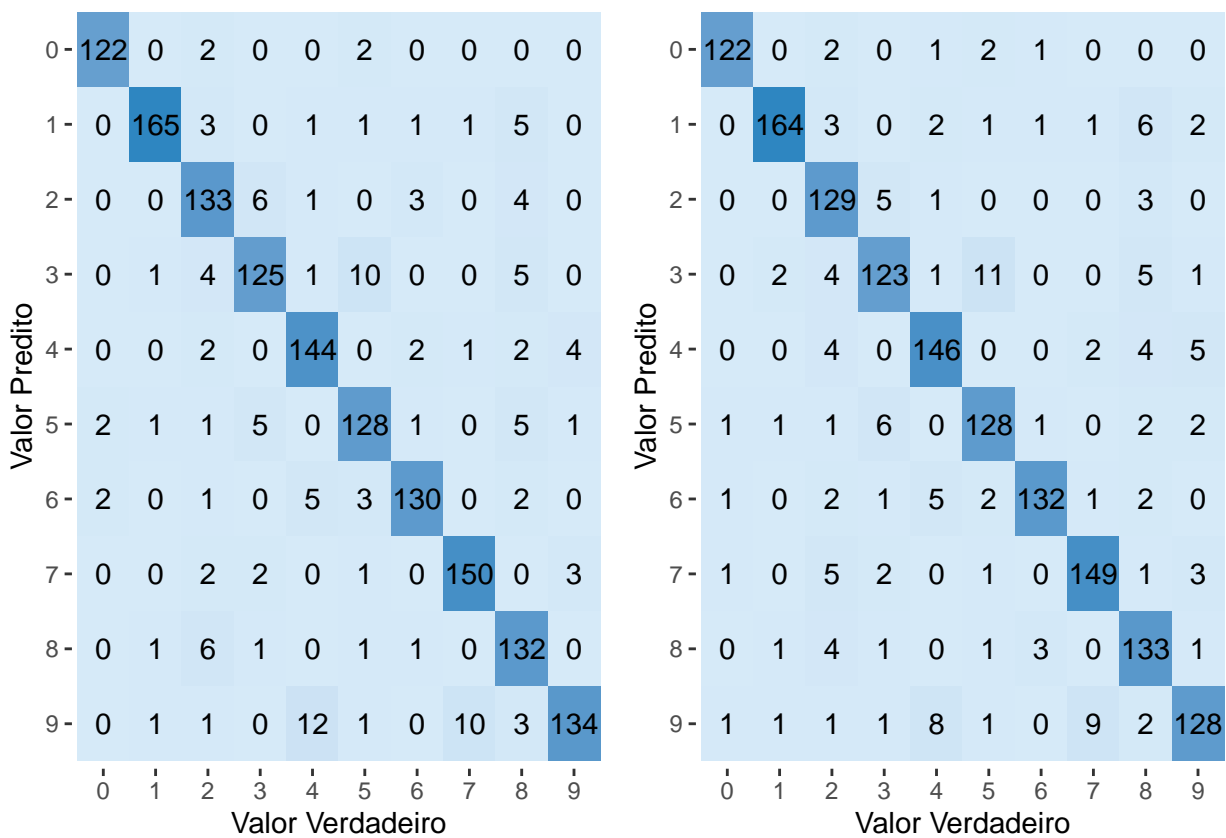 0 122 0 2 0 0 2 0 0 0 0
1 0 165 3 0 1 1 1 1 5 0
2 0 0 133 6 1 0 3 0 4 0
3 0 1 4 125 1 10 0 0 5 0
4 0 0 2 0 144 0 2 1 2 4
5 2 1 1 5 0 128 1 0 5 1
6 2 0 1 0 5 3 130 0 2 0
7 0 0 2 2 0 1 0 150 0 3
8 0 1 6 1 0 1 1 0 132 0
9 0 1 1 0 12 1 0 10 3 134
0 1 2 3 4 5 6 7 8 9
Valor Verdadeiro
Valor Predito
122 0 2 0 1 2 1 0 0 0
0 164 3 0 2 1 1 1 6 2
0 0 129 5 1 0 0 0 3 0
0 2 4 123 1 11 0 0 5 1
0 0 4 0 146 0 0 2 4 5
1 1 1 6 0 128 1 0 2 2
1 0 2 1 5 2 132 1 2 0
1 0 5 2 0 1 0 149 1 3
0 1 4 1 0 1 3 0 133 1
1 1 1 1 8 1 0 9 2 128
0 1 2 3 4 5 6 7 8 9
Valor Verdadeiro
Valor Predito